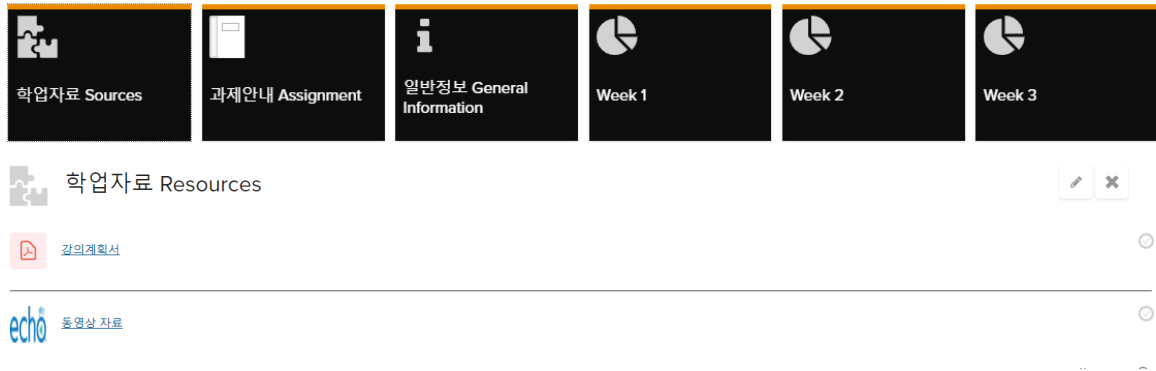 학업자료 Sources
과제안내 Assignment
일반정보 General
Information
Week 1
Week 2
Week 3
학업자료 Resources
강의계획서
echo
동영상 자료